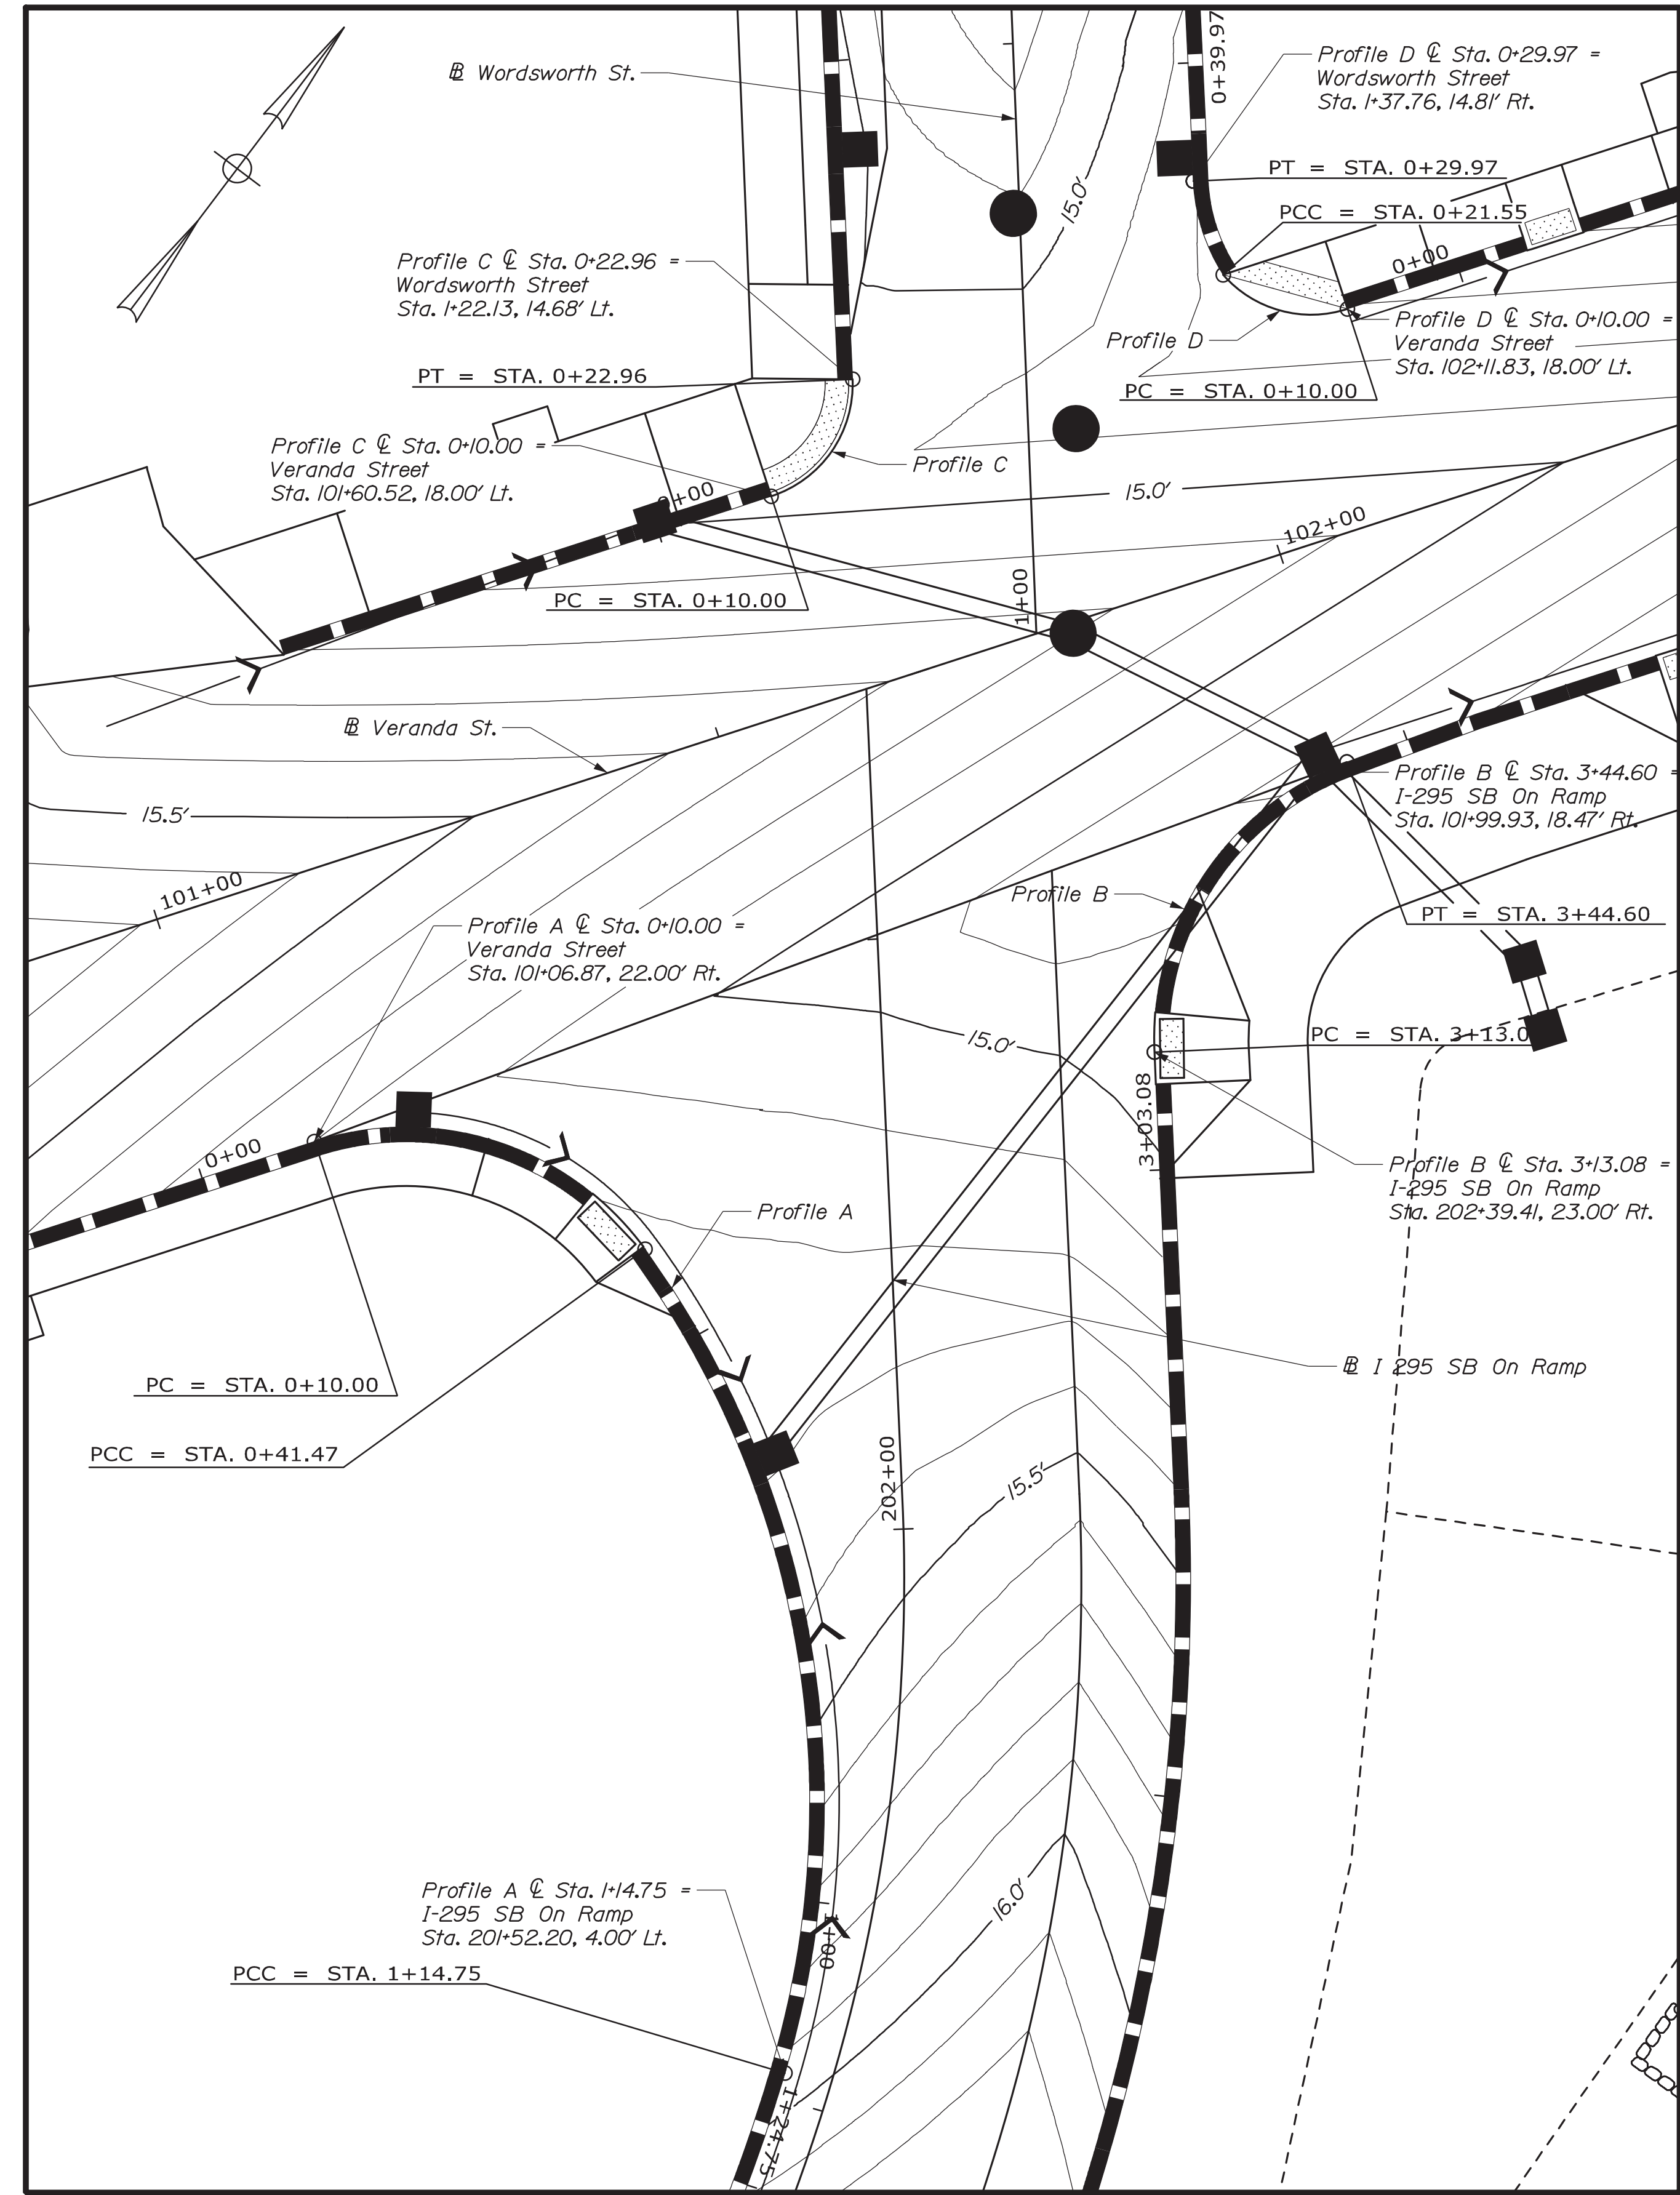 ℄ Wordsworth St.
0+39.97
Profile D ℄ Sta. 0+29.97 =
Wordsworth Street
Sta. 1+37.76, 14.81' Rt.
PT = STA. 0+29.97
15.0'
PCC = STA. 0+21.55
0+00
Profile C ℄ Sta. 0+22.96 =
Wordsworth Street
Sta. 1+22.13, 14.68' Lt.
Profile D ℄ Sta. 0+10.00 =
Veranda Street
Sta. 102+11.83, 18.00' Lt.
Profile D
PT = STA. 0+22.96
PC = STA. 0+10.00
Profile C ℄ Sta. 0+10.00 =
Veranda Street
Sta. 101+60.52, 18.00' Lt.
Profile C
0+00
15.0'
102+00
PC = STA. 0+10.00
1+00
BL Veranda St.
15.5'
Profile B ℄ Sta. 3+44.60 =
I-295 SB On Ramp
Sta. 101+99.93, 18.47' Rt.
101+00
Profile B
PT = STA. 3+44.60
Profile A ℄ Sta. 0+10.00 =
Veranda Street
Sta. 101+06.87, 22.00' Rt.
15.0'
PC = STA. 3+13.0
3+03.08
0+00
Profile B ℄ Sta. 3+13.08 =
I-295 SB On Ramp
Sta. 202+39.41, 23.00' Rt.
Profile A
BL I 295 SB On Ramp
PC = STA. 0+10.00
PCC = STA. 0+41.47
202+00
15.5'
Profile A ℄ Sta. 1+14.75 =
I-295 SB On Ramp
Sta. 201+52.20, 4.00' Lt.
16.0'
1+00
PCC = STA. 1+14.75
1+24.75